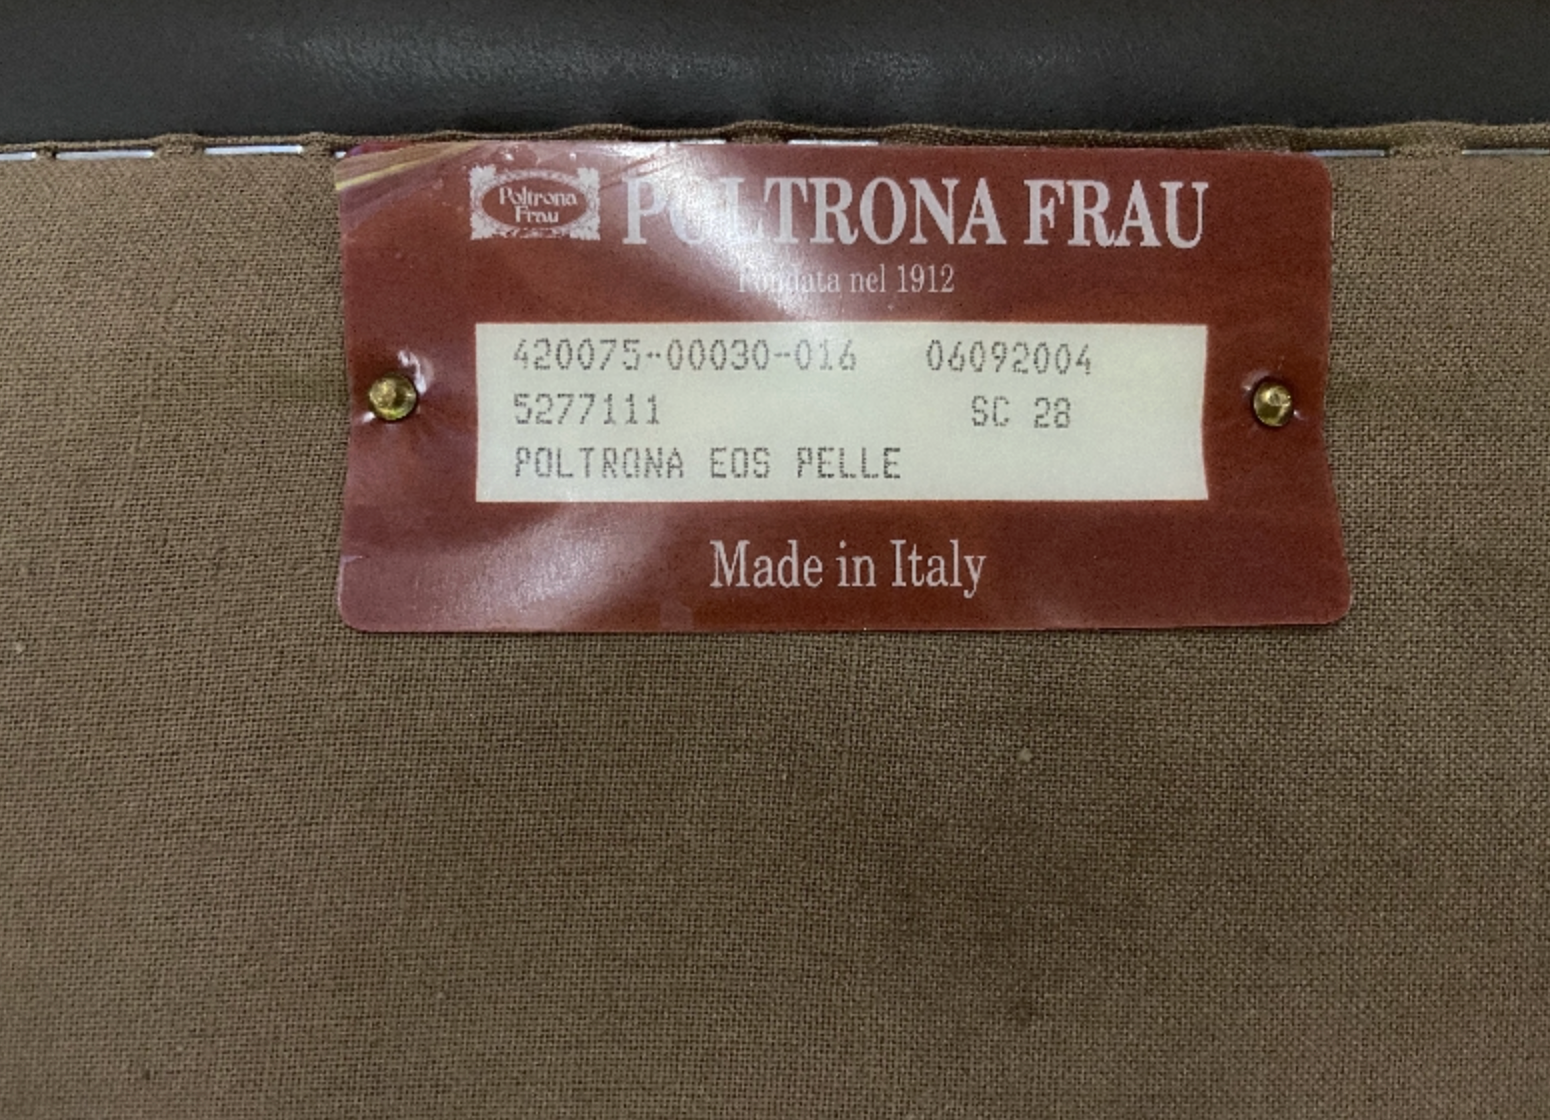 Poltrona
Frau
POLTRONA FRAU
Fondata nel 1912
420075-00030-016 06092004
5277111 SC 28
POLTRONA EOS PELLE
Made in Italy